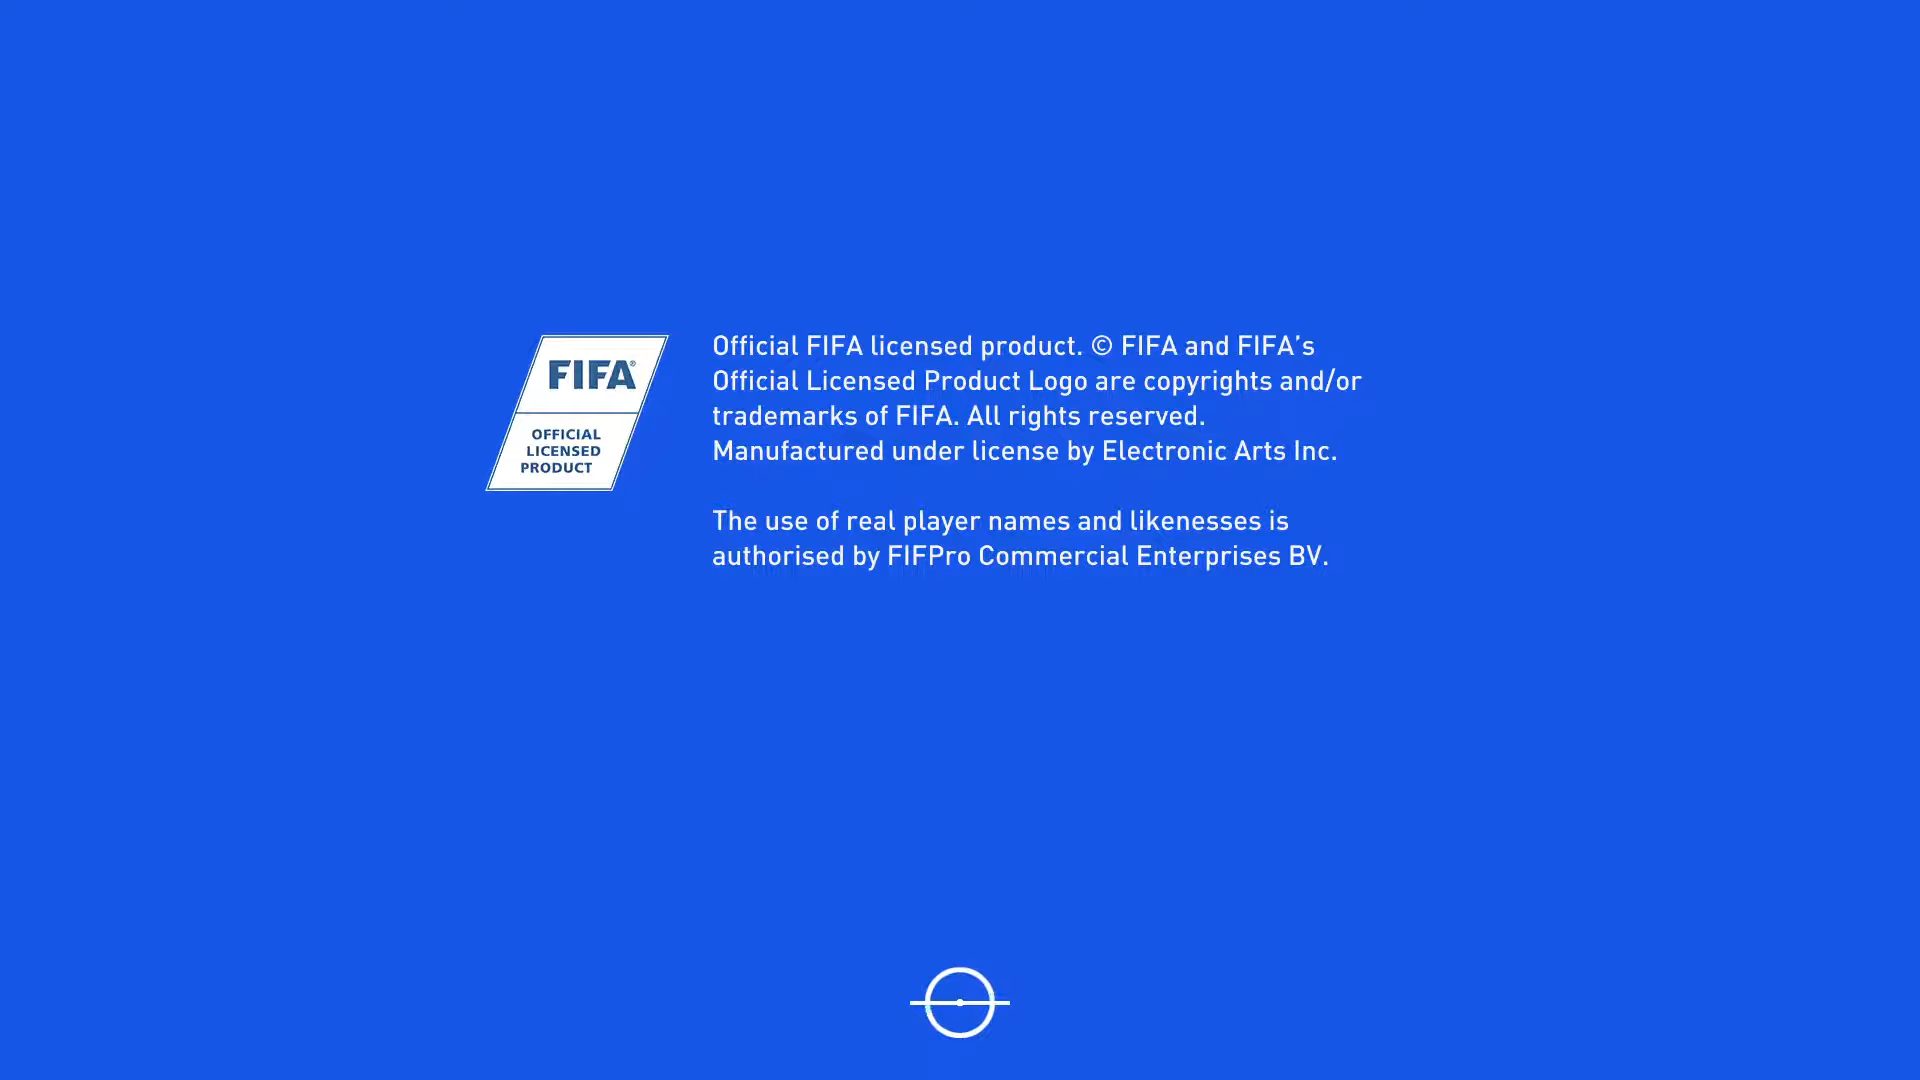 FIFA®
OFFICIAL
LICENSED
PRODUCT
Official FIFA licensed product. © FIFA and FIFA’s
Official Licensed Product Logo are copyrights and/or
trademarks of FIFA. All rights reserved.
Manufactured under license by Electronic Arts Inc.
The use of real player names and likenesses is
authorised by FIFPro Commercial Enterprises BV.